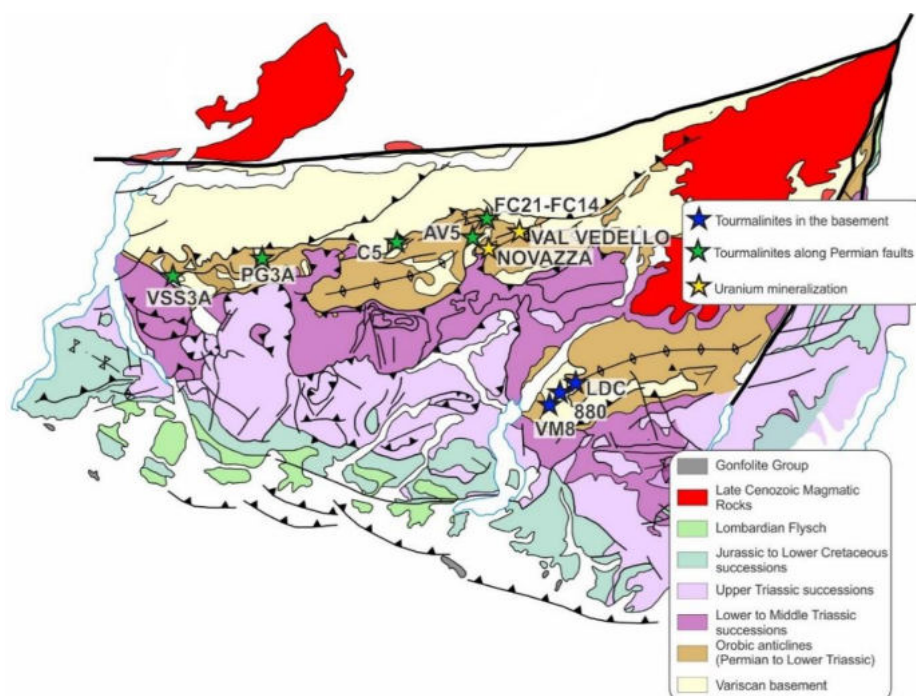 FC21-FC14
Tourmalinites in the basement
AV5
VAL VEDELLO
Tourmalinites along Permian faults
C5
NOVAZZA
PG3A
Uranium mineralization
VSS3A
LDC
880
VM8
Gonfolite Group
Late Cenozoic Magmatic
Rocks
Lombardian Flysch
Jurassic to Lower Cretaceous
successions
Upper Triassic successions
Lower to Middle Triassic
successions
Orobic anticlines
(Permian to Lower Triassic)
Variscan basement